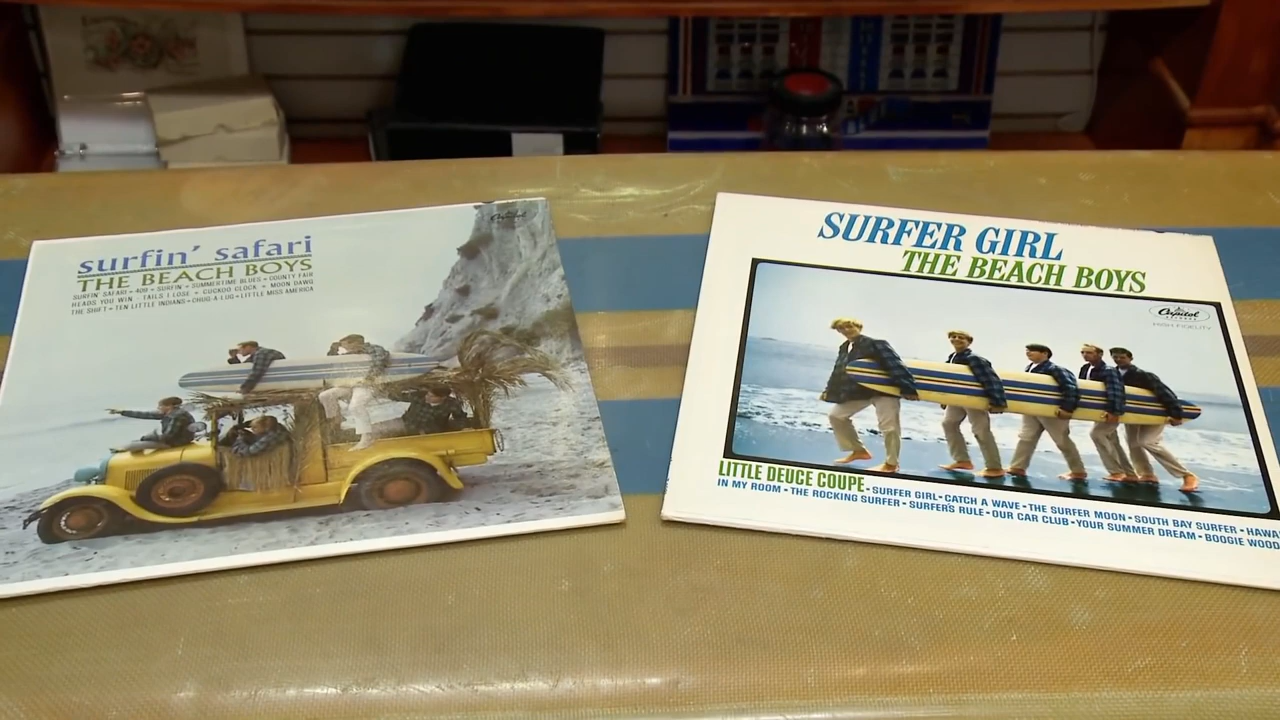 surfin' safari
THE BEACH BOYS
SURFIN' SAFARI • 409 • SURFIN' • SUMMERTIME BLUES • COUNTY FAIR
HEADS YOU WIN - TAILS I LOSE • CUCKOO CLOCK • MOON DAWG
THE SHIFT • TEN LITTLE INDIANS • CHUG-A-LUG • LITTLE MISS AMERICA
Capitol
SURFER GIRL
THE BEACH BOYS
Capitol
RECORDS
HIGH FIDELITY
LITTLE DEUCE COUPE • SURFER GIRL • CATCH A WAVE • THE SURFER MOON • SOUTH BAY SURFER • HAWA
IN MY ROOM • THE ROCKING SURFER • SURFER'S RULE • OUR CAR CLUB • YOUR SUMMER DREAM • BOOGIE WOOD